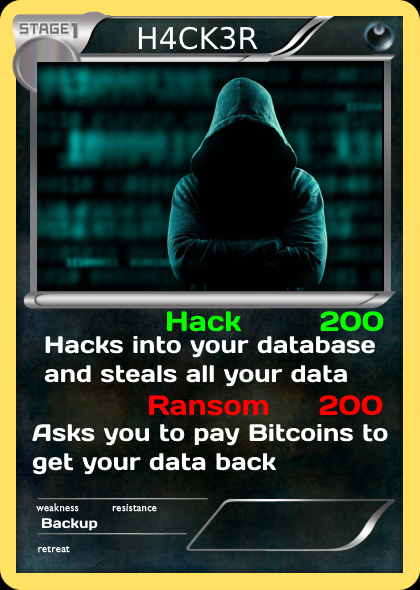 STAGE1
H4CK3R
Hack 200
Hacks into your database
and steals all your data
Ransom 200
Asks you to pay Bitcoins to
get your data back
weakness resistance
Backup
retreat